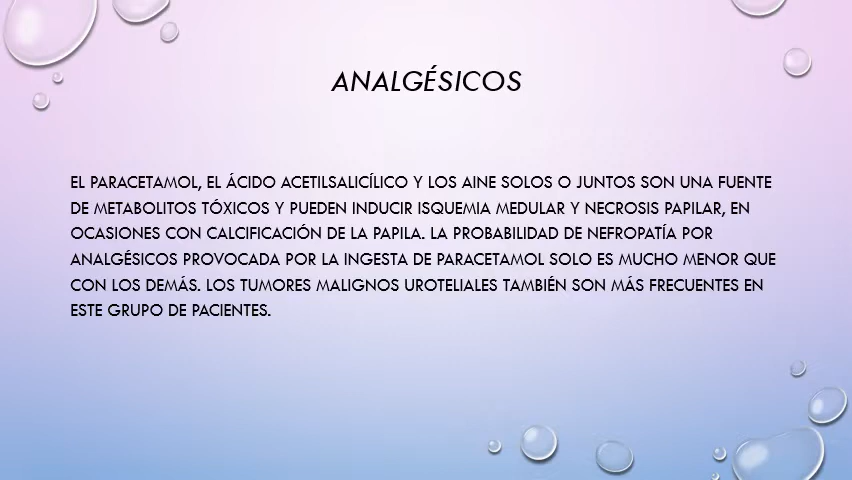 ANALGÉSICOS
EL PARACETAMOL, EL ÁCIDO ACETILSALICÍLICO Y LOS AINE SOLOS O JUNTOS SON UNA FUENTE
DE METABOLITOS TÓXICOS Y PUEDEN INDUCIR ISQUEMIA MEDULAR Y NECROSIS PAPILAR, EN
OCASIONES CON CALCIFICACIÓN DE LA PAPILA. LA PROBABILIDAD DE NEFROPATÍA POR
ANALGÉSICOS PROVOCADA POR LA INGESTA DE PARACETAMOL SOLO ES MUCHO MENOR QUE
CON LOS DEMÁS. LOS TUMORES MALIGNOS UROTELIALES TAMBIÉN SON MÁS FRECUENTES EN
ESTE GRUPO DE PACIENTES.